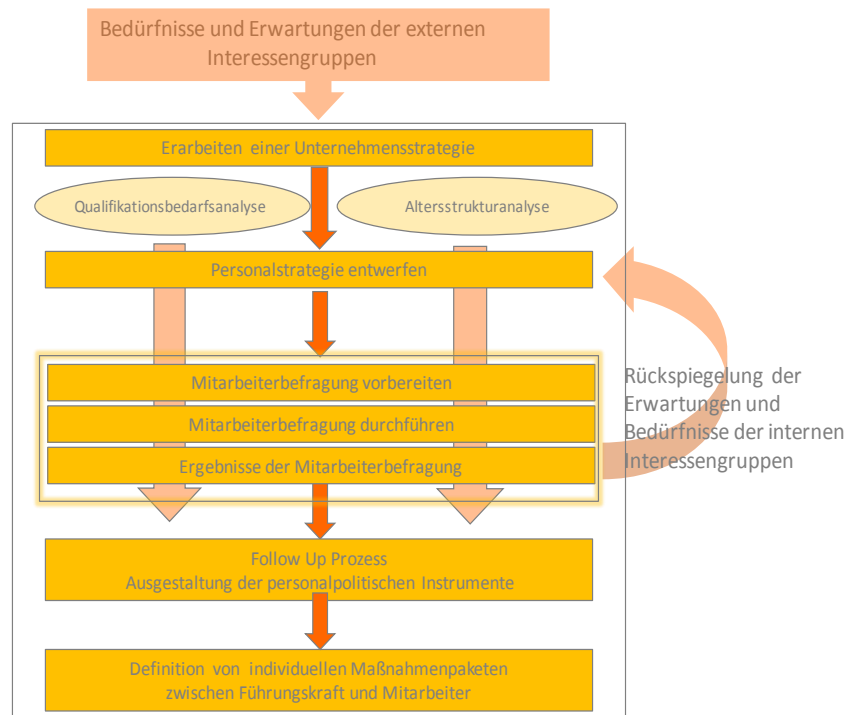 Bedürfnisse und Erwartungen der externen
Interessengruppen
Erarbeiten einer Unternehmensstrategie
Qualifikationsbedarfsanalyse
Altersstrukturanalyse
Personalstrategie entwerfen
Mitarbeiterbefragung vorbereiten
Mitarbeiterbefragung durchführen
Ergebnisse der Mitarbeiterbefragung
Rückspiegelung der
Erwartungen und
Bedürfnisse der internen
Interessengruppen
Follow Up Prozess
Ausgestaltung der personalpolitischen Instrumente
Definition von individuellen Maßnahmenpaketen
zwischen Führungskraft und Mitarbeiter